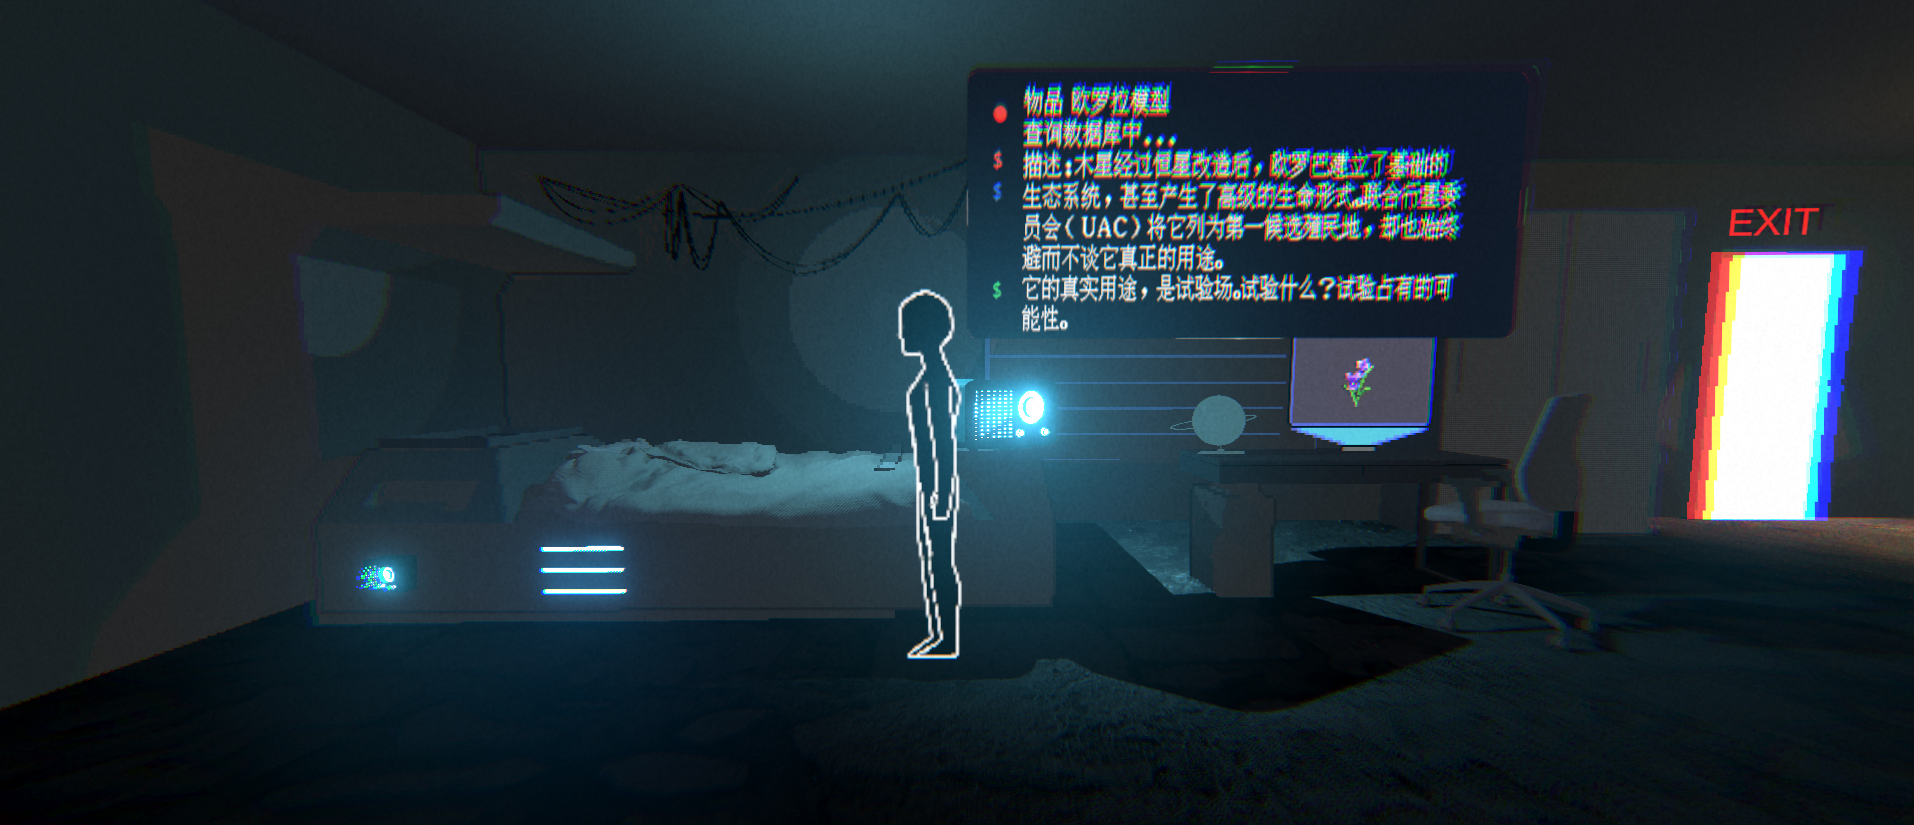 物品 欧罗拉模型
查询数据库中...
$ 描述:木星经过恒星改造后,欧罗巴建立了基础的
$ 生态系统,甚至产生了高级的生命形式。联合行星委
员会(UAC)将它列为第一候选殖民地,却也始终
避而不谈它真正的用途。
$ 它的真实用途,是试验场。试验什么?试验占有的可
能性。
EXIT